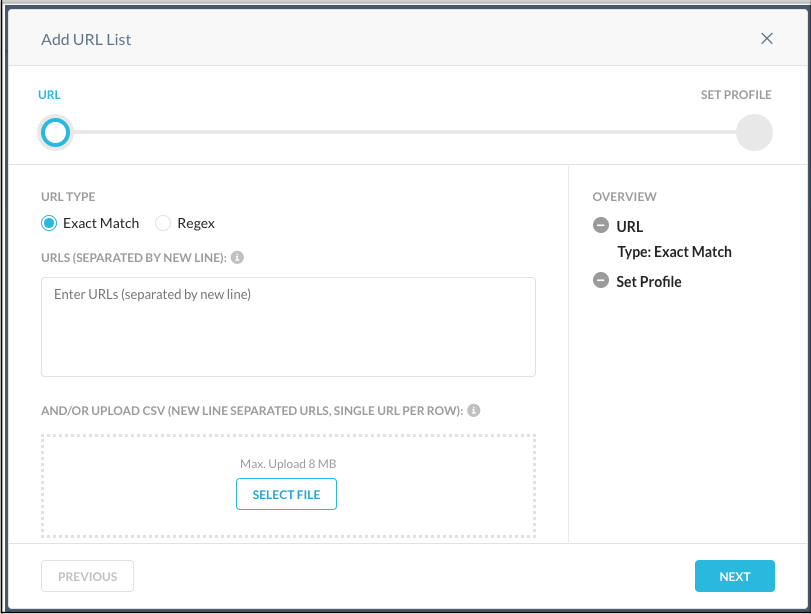 Add URL List
URL
SET PROFILE
URL TYPE
Exact Match
Regex
URLS (SEPARATED BY NEW LINE):
Enter URLs (separated by new line)
AND/OR UPLOAD CSV (NEW LINE SEPARATED URLS, SINGLE URL PER ROW):
Max. Upload 8 MB
SELECT FILE
OVERVIEW
URL
Type: Exact Match
Set Profile
PREVIOUS
NEXT